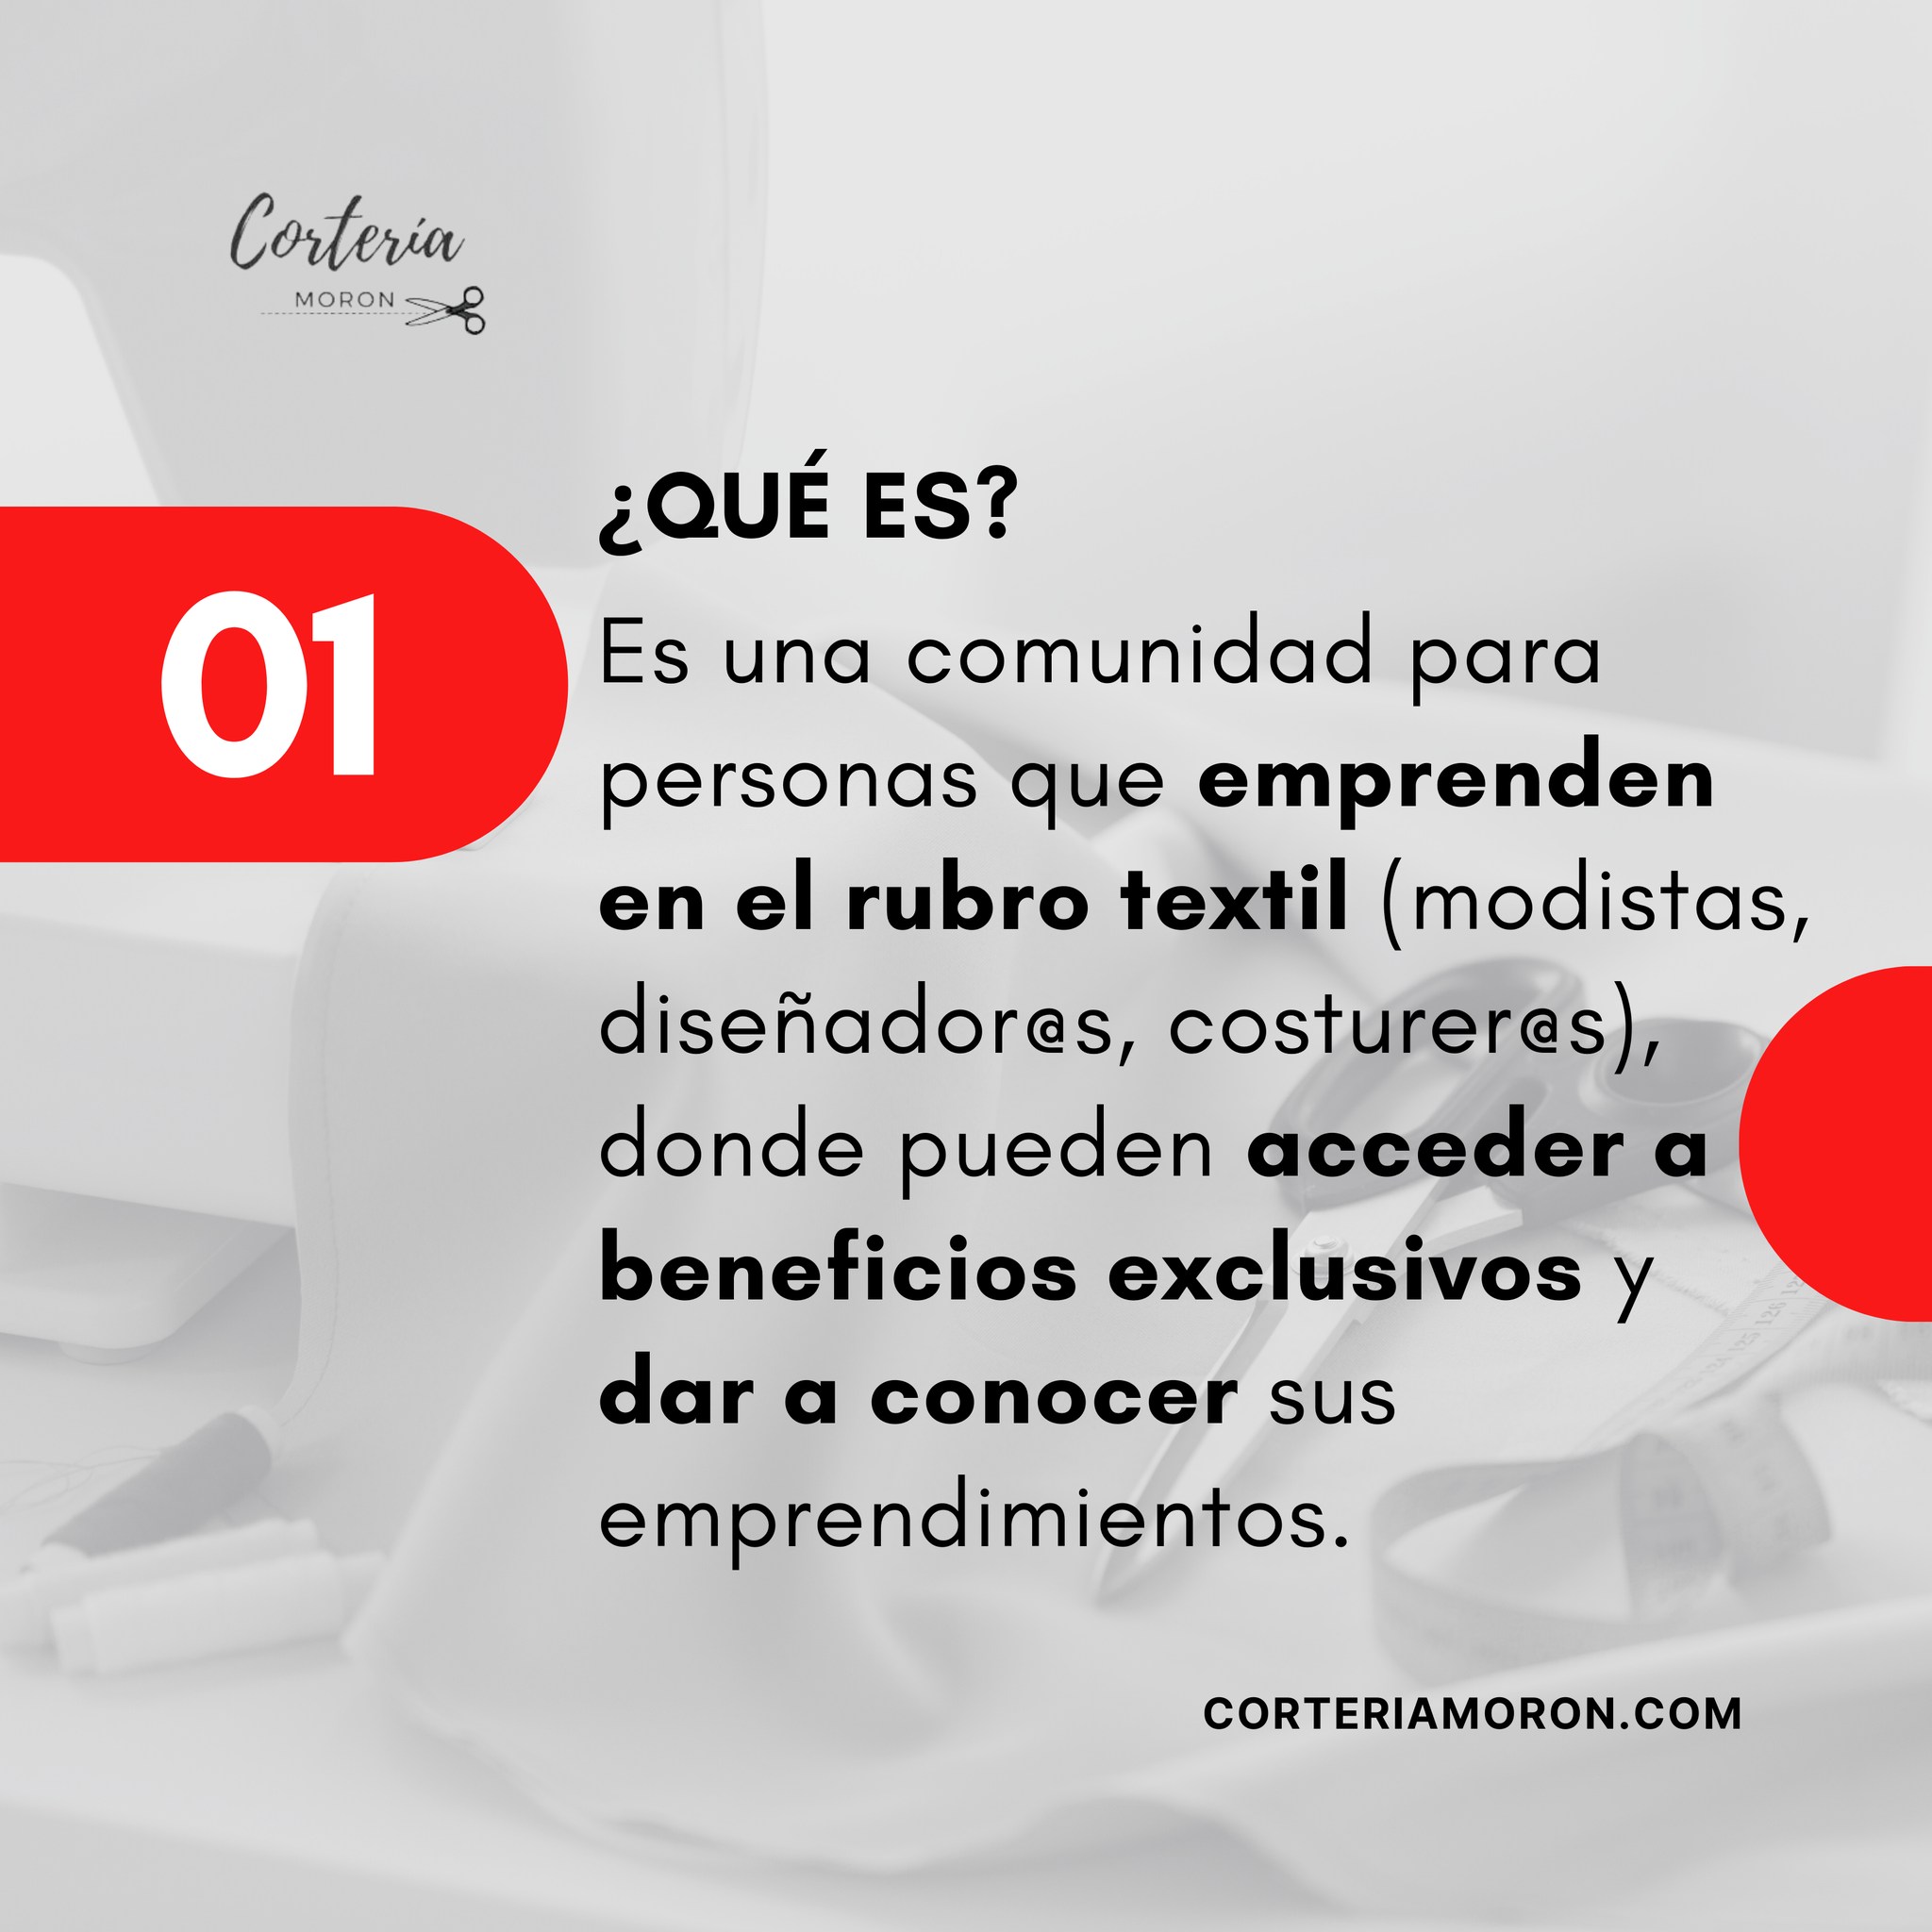 Cortería
MORON
¿QUÉ ES?
01
Es una comunidad para
personas que emprenden
en el rubro textil (modistas,
diseñador@s, costurer@s),
donde pueden acceder a
beneficios exclusivos y
dar a conocer sus
emprendimientos.
CORTERIAMORON.COM